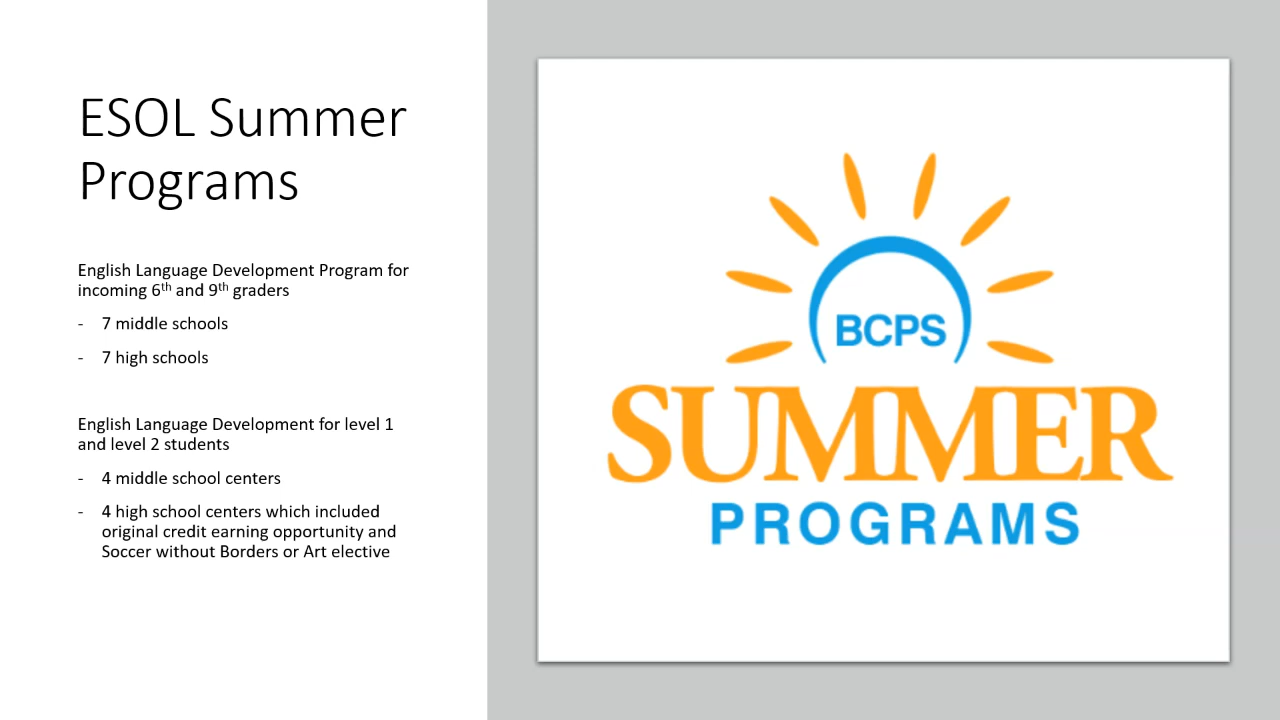 ESOL Summer
Programs
English Language Development Program for
incoming 6th and 9th graders
- 7 middle schools
- 7 high schools
English Language Development for level 1
and level 2 students
- 4 middle school centers
- 4 high school centers which included
original credit earning opportunity and
Soccer without Borders or Art elective
BCPS
SUMMER
PROGRAMS